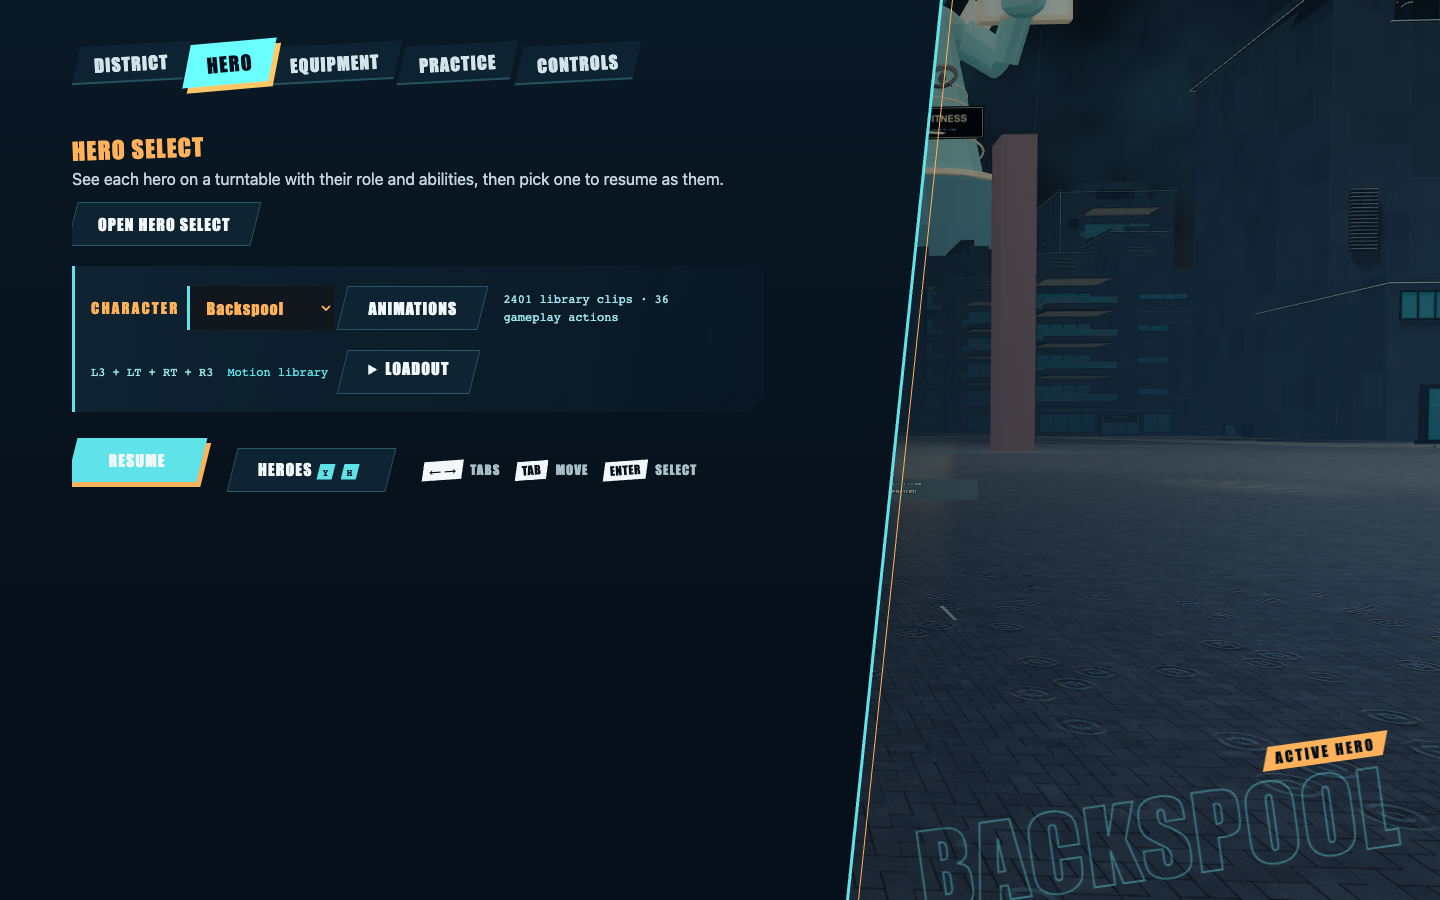 DISTRICT
HERO
EQUIPMENT
PRACTICE
CONTROLS
HERO SELECT
See each hero on a turntable with their role and abilities, then pick one to resume as them.
OPEN HERO SELECT
CHARACTER
Backspool
ANIMATIONS
2401 library clips · 36
gameplay actions
L3 + LT + RT + R3 Motion library
▶ LOADOUT
RESUME
HEROES Y H
←→ TABS TAB MOVE ENTER SELECT
ITNESS
ACTIVE HERO
BACKSPOOL